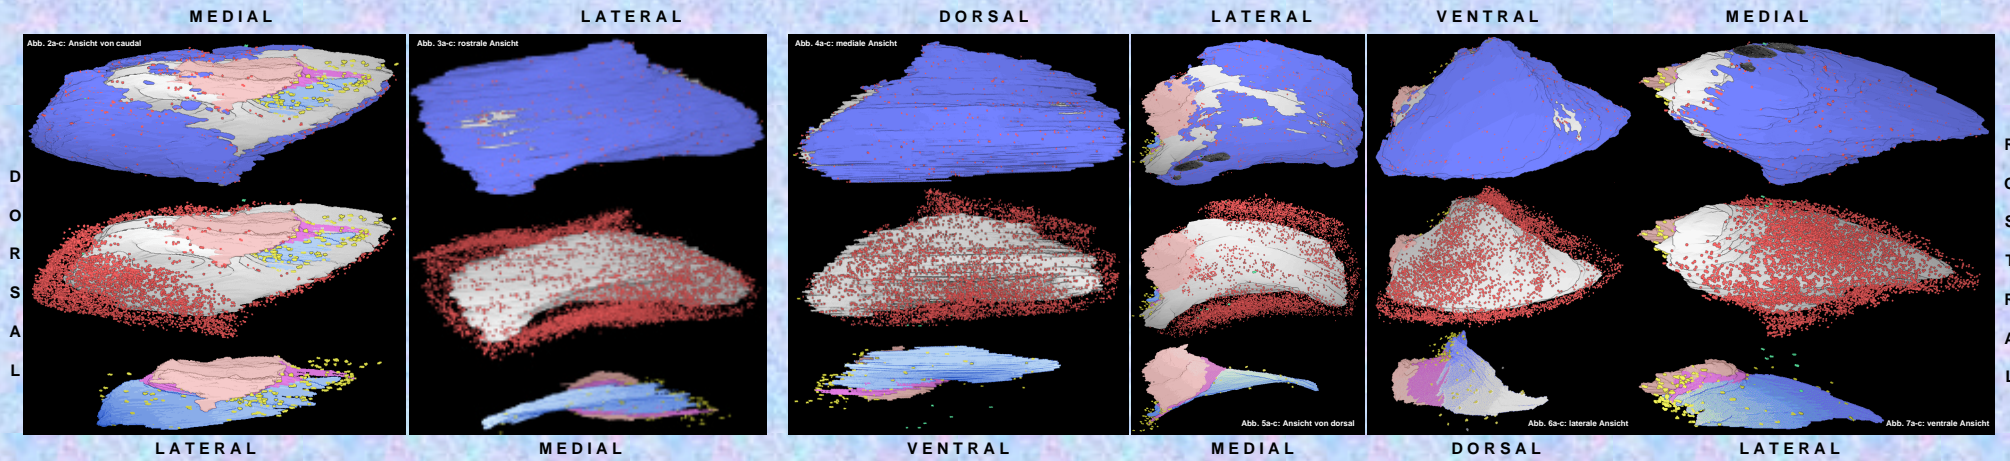 MEDIAL LATERAL DORSAL LATERAL VENTRAL MEDIAL
Abb. 2a-c: Ansicht von caudal
Abb. 3a-c: rostrale Ansicht
Abb. 4a-c: mediale Ansicht
DORSAL
Abb. 5a-c: Ansicht von dorsal
Abb. 6a-c: laterale Ansicht
Abb. 7a-c: ventrale Ansicht
LATERAL MEDIAL VENTRAL MEDIAL DORSAL LATERAL